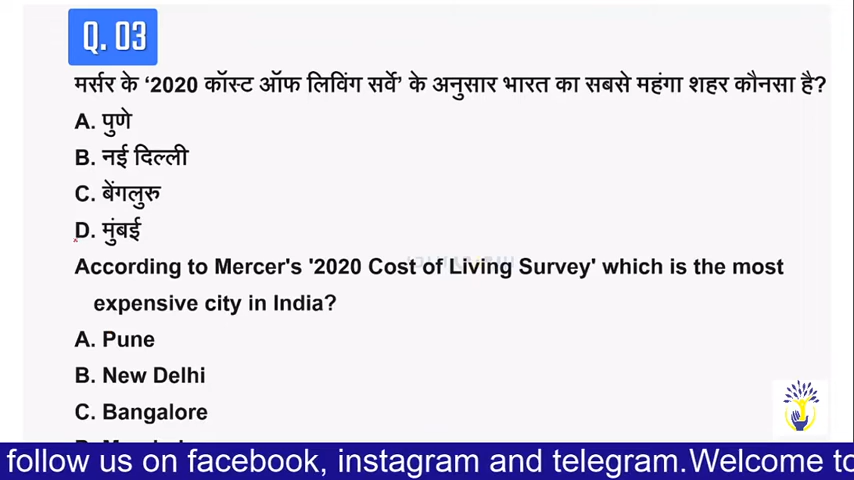 Q. 03
मर्सर के ‘2020 कॉस्ट ऑफ लिविंग सर्वे’ के अनुसार भारत का सबसे महंगा शहर कौनसा है?
A. पुणे
B. नई दिल्ली
C. बेंगलुरु
D. मुंबई
According to Mercer's '2020 Cost of Living Survey' which is the most
expensive city in India?
A. Pune
B. New Delhi
C. Bangalore
follow us on facebook, instagram and telegram.Welcome to